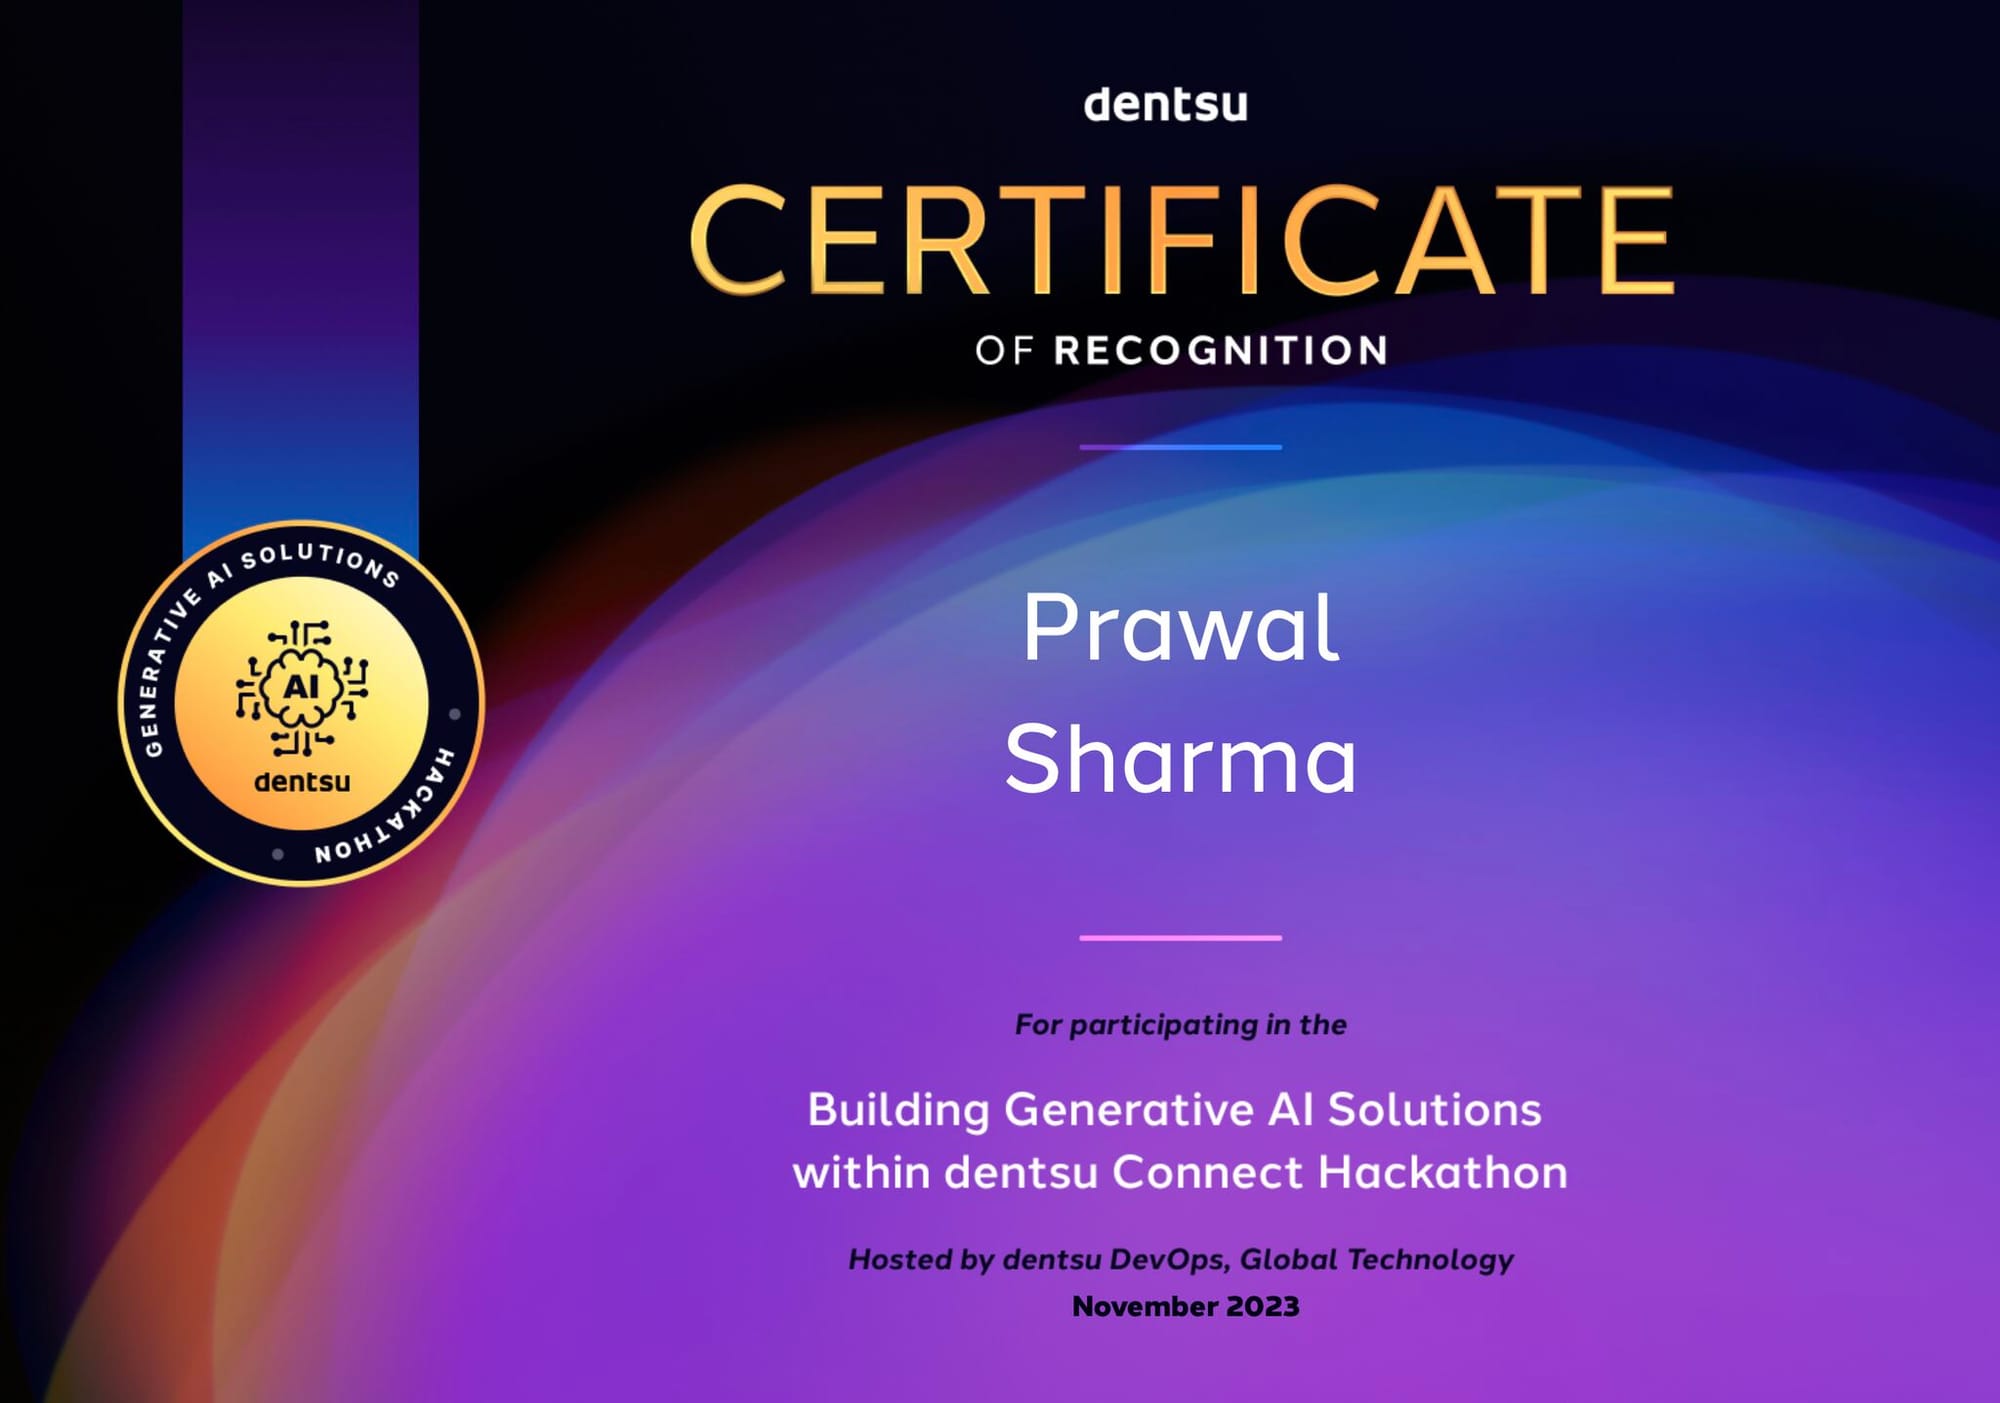 dentsu
CERTIFICATE
OF RECOGNITION
Prawal
Sharma
GENERATIVE AI SOLUTIONS
HACKATHON
AI
dentsu
For participating in the
Building Generative AI Solutions
within dentsu Connect Hackathon
Hosted by dentsu DevOps, Global Technology
November 2023